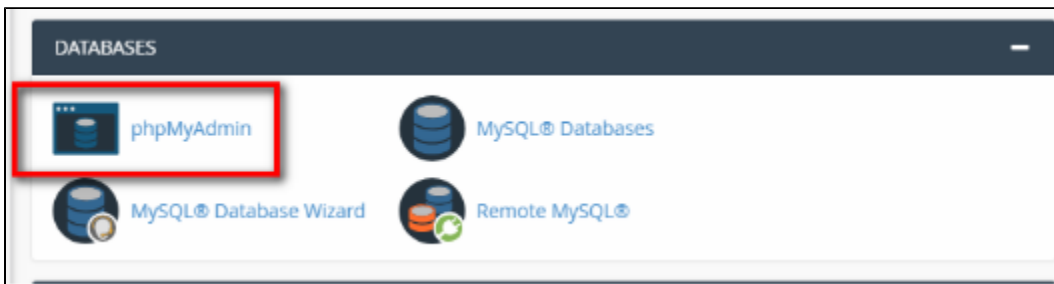 DATABASES
phpMyAdmin
MySQL® Databases
MySQL® Database Wizard
Remote MySQL®